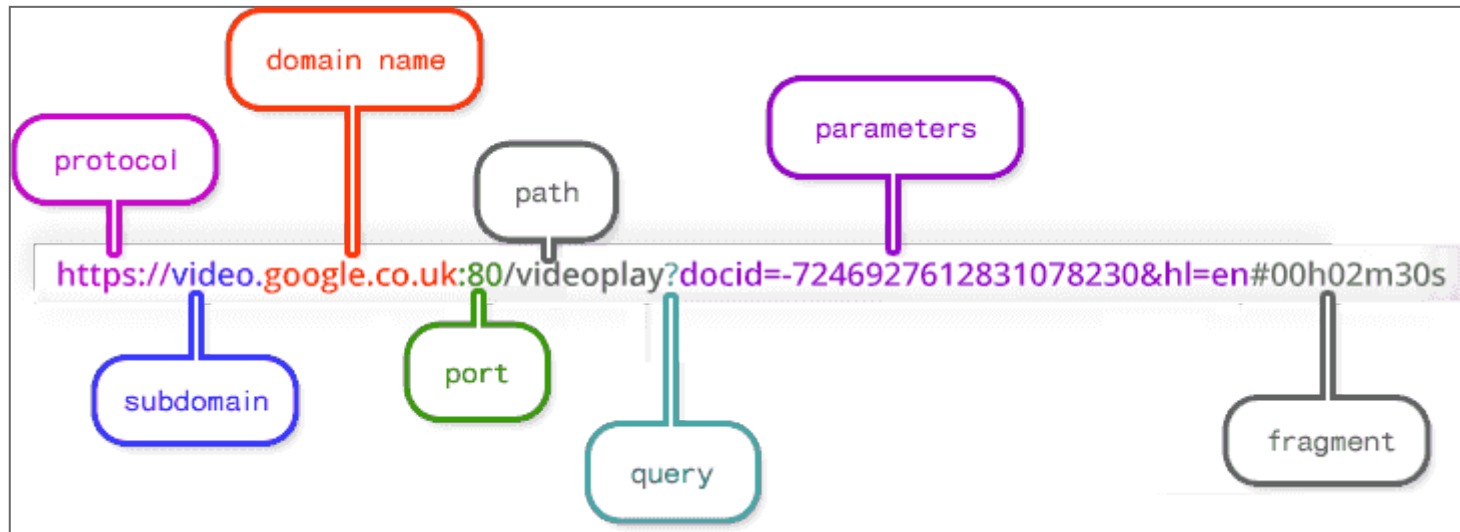 domain name
parameters
protocol
path
https://video.google.co.uk:80/videoplay?docid=-7246927612831078230&hl=en#00h02m30s
subdomain
port
query
fragment